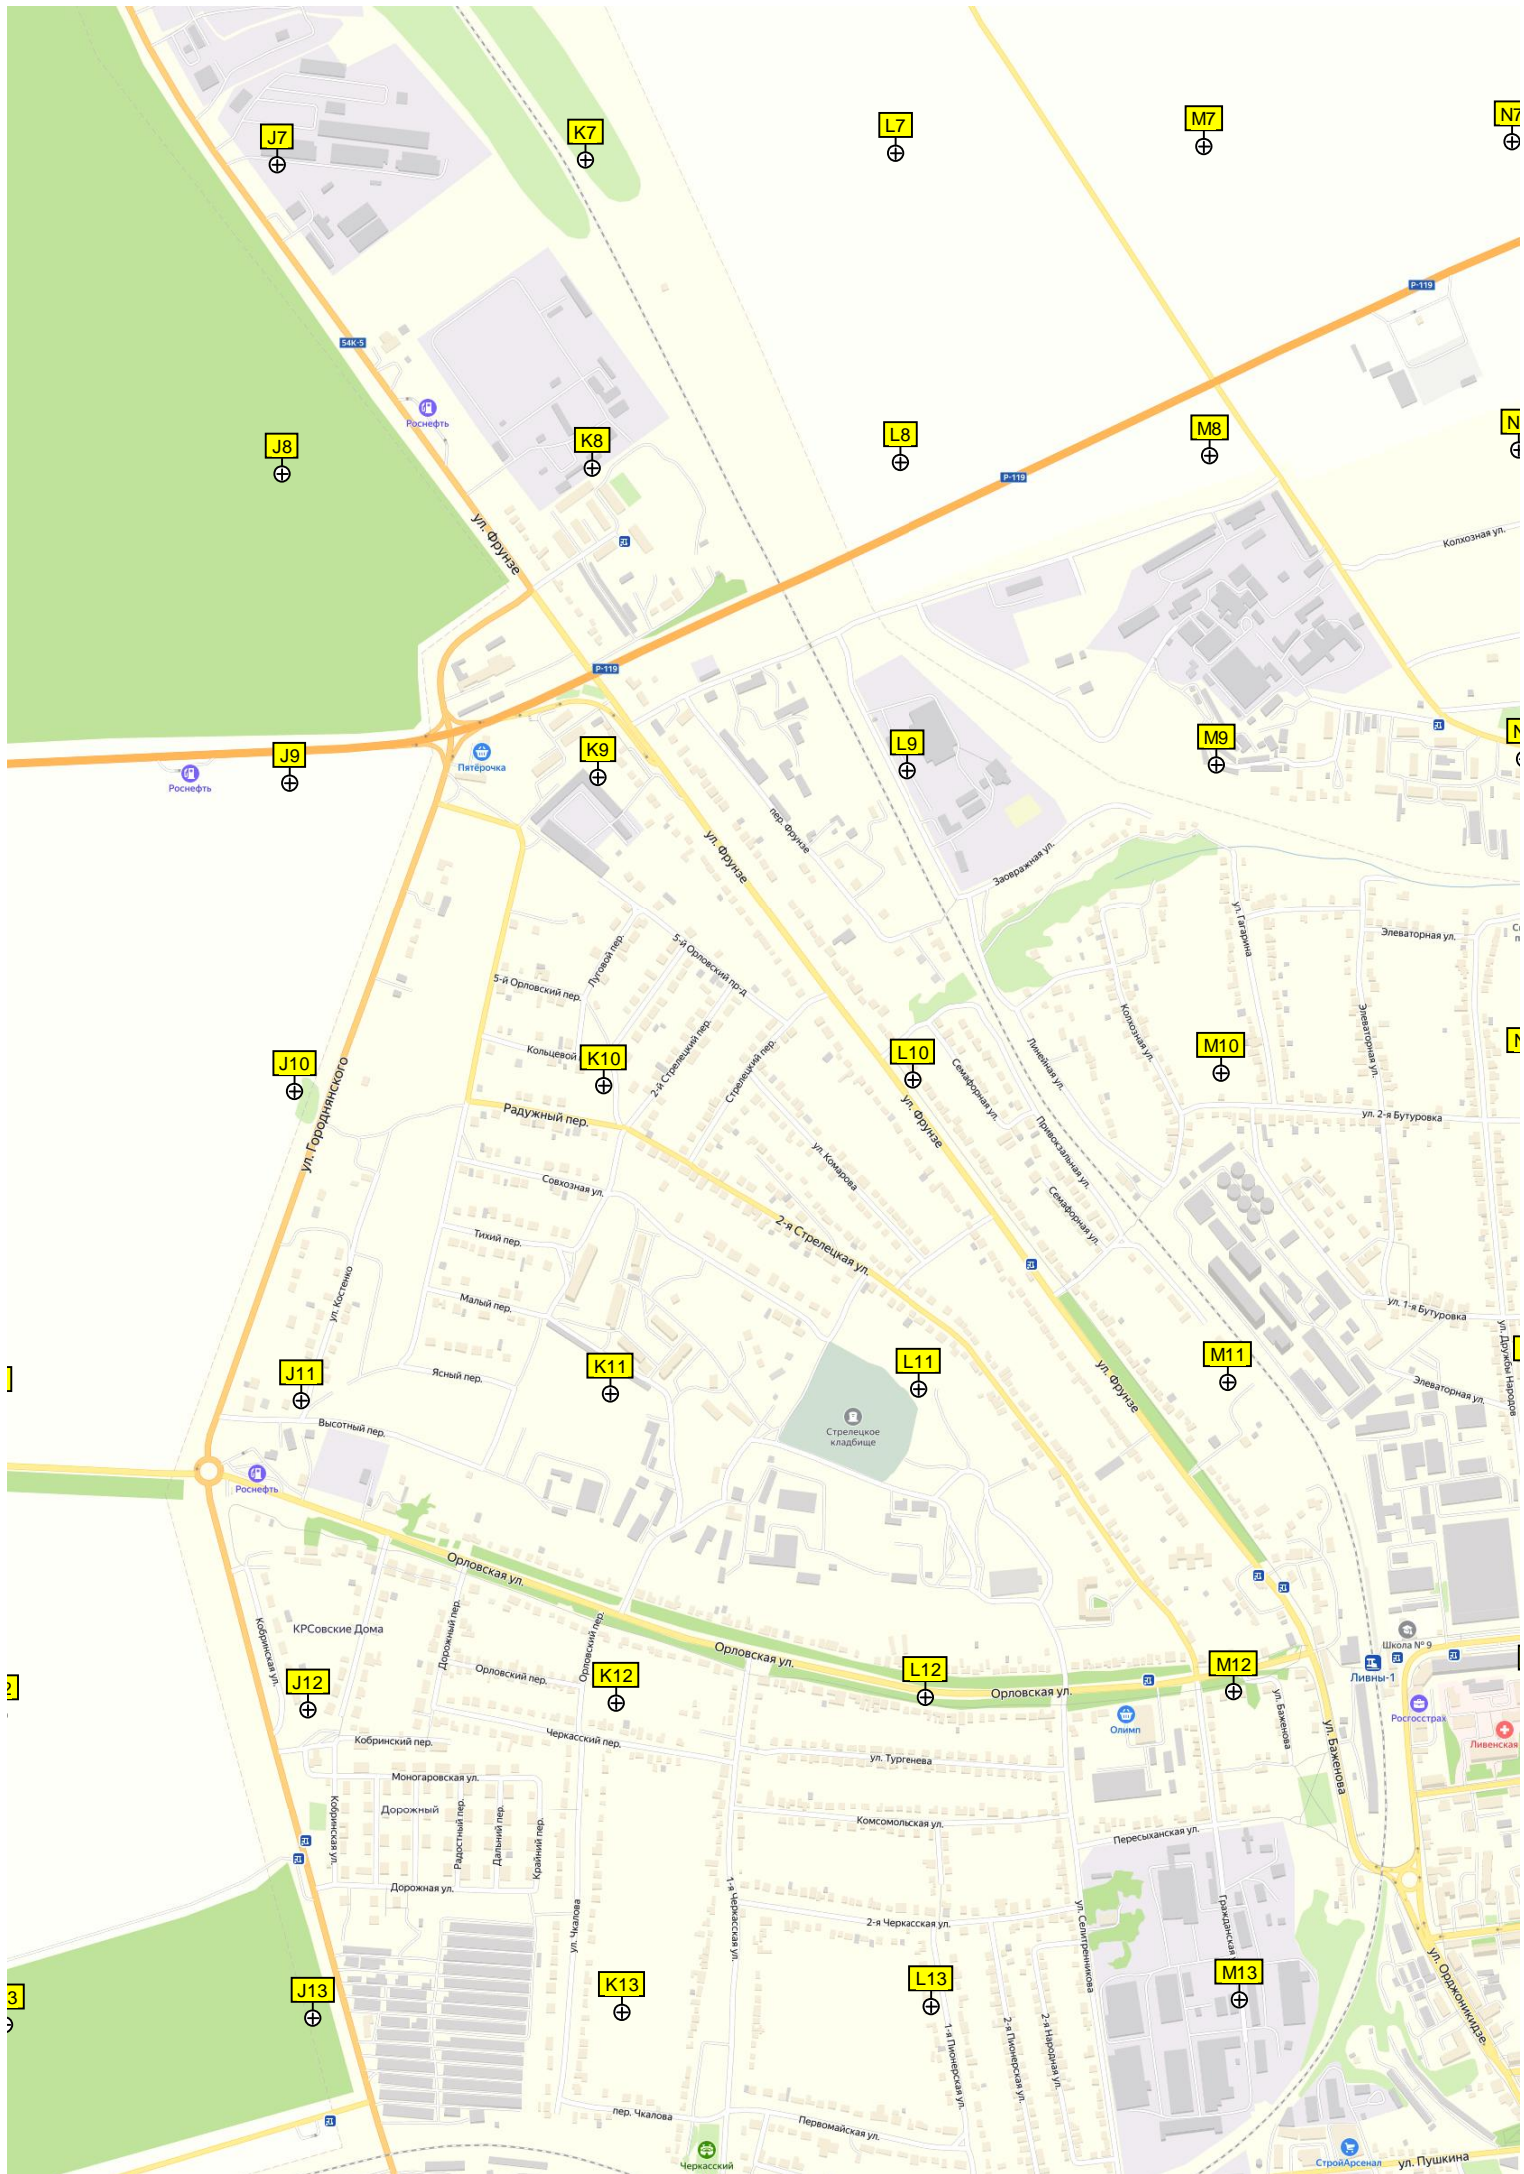 J7
K7
L7
M7
N7
P-119
54K-5
Роснефть
J8
K8
L8
M8
P-119
ул. Фрунзе
Колхозная ул.
P-119
J9
K9
L9
M9
Пятёрочка
Роснефть
пер. Фрунзе
ул. Фрунзе
Заовражная ул.
ул. Гагарина
Элеваторная ул.
Луговой пер.
5-й Орловский пр-д
5-й Орловский пер.
Колхозная ул.
Элеваторная ул.
Кольцевой
J10
K10
L10
M10
2-й Стрелецкий пер.
Стрелецкий пер.
Семафорная ул.
Линейная ул.
ул. Городнянского
Радужный пер.
ул. Фрунзе
ул. 2-я Бутуровка
Привокзальная ул.
ул. Комарова
Совхозная ул.
Семафорная ул.
Тихий пер.
2-я Стрелецкая ул.
ул. Костенко
Малый пер.
ул. 1-я Бутуровка
ул. Дружбы Народов
J11
K11
L11
M11
Ясный пер.
ул. Фрунзе
Элеваторная ул.
Высотный пер.
Стрелецкое
кладбище
Роснефть
Орловская ул.
КРСовские Дома
Кобринская ул.
Дорожный пер.
Орловский пер.
Орловский пер.
Орловская ул.
Школа № 9
Ливны-1
J12
K12
L12
M12
Орловская ул.
Олимп
ул. Баженова
ул. Баженова
Росгосстрах
Ливенская
Черкасский пер.
Кобринский пер.
ул. Тургенева
Моногаровская ул.
Дорожный
Кобринская ул.
Радостный пер.
Дальний пер.
Крайний пер.
Комсомольская ул.
Пересыханская ул.
Дорожная ул.
ул. Чкалова
1-я Черкасская ул.
2-я Черкасская ул.
ул. Селитренникова
Гражданская
ул. Орджоникидзе
J13
K13
L13
M13
1-я Пионерская ул.
2-я Пионерская ул.
2-я Народная ул.
пер. Чкалова
Первомайская ул.
Черкасский
СтройАрсенал
ул. Пушкина